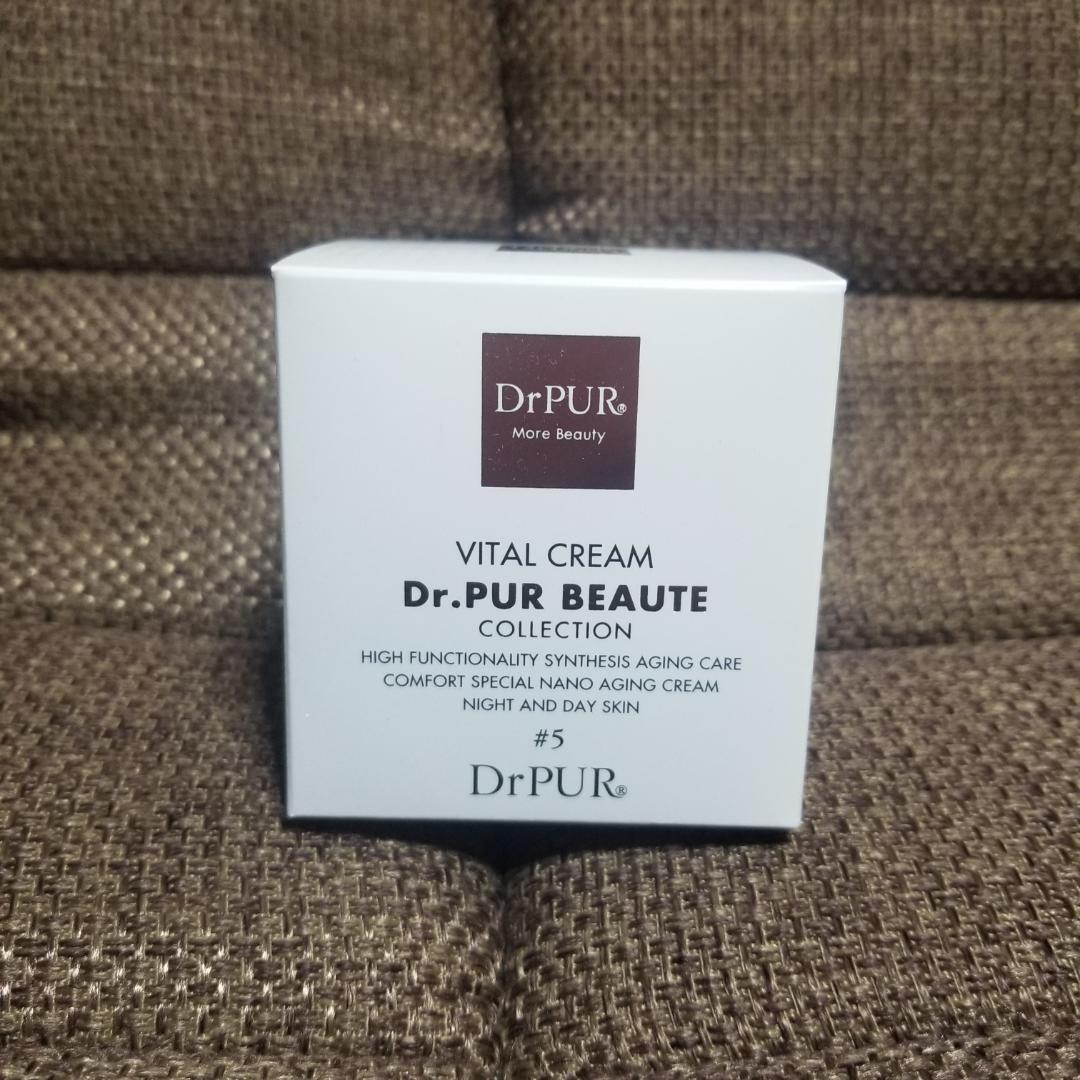 DrPUR®
More Beauty
VITAL CREAM
Dr.PUR BEAUTE
COLLECTION
HIGH FUNCTIONALITY SYNTHESIS AGING CARE
COMFORT SPECIAL NANO AGING CREAM
NIGHT AND DAY SKIN
#5
DrPUR®